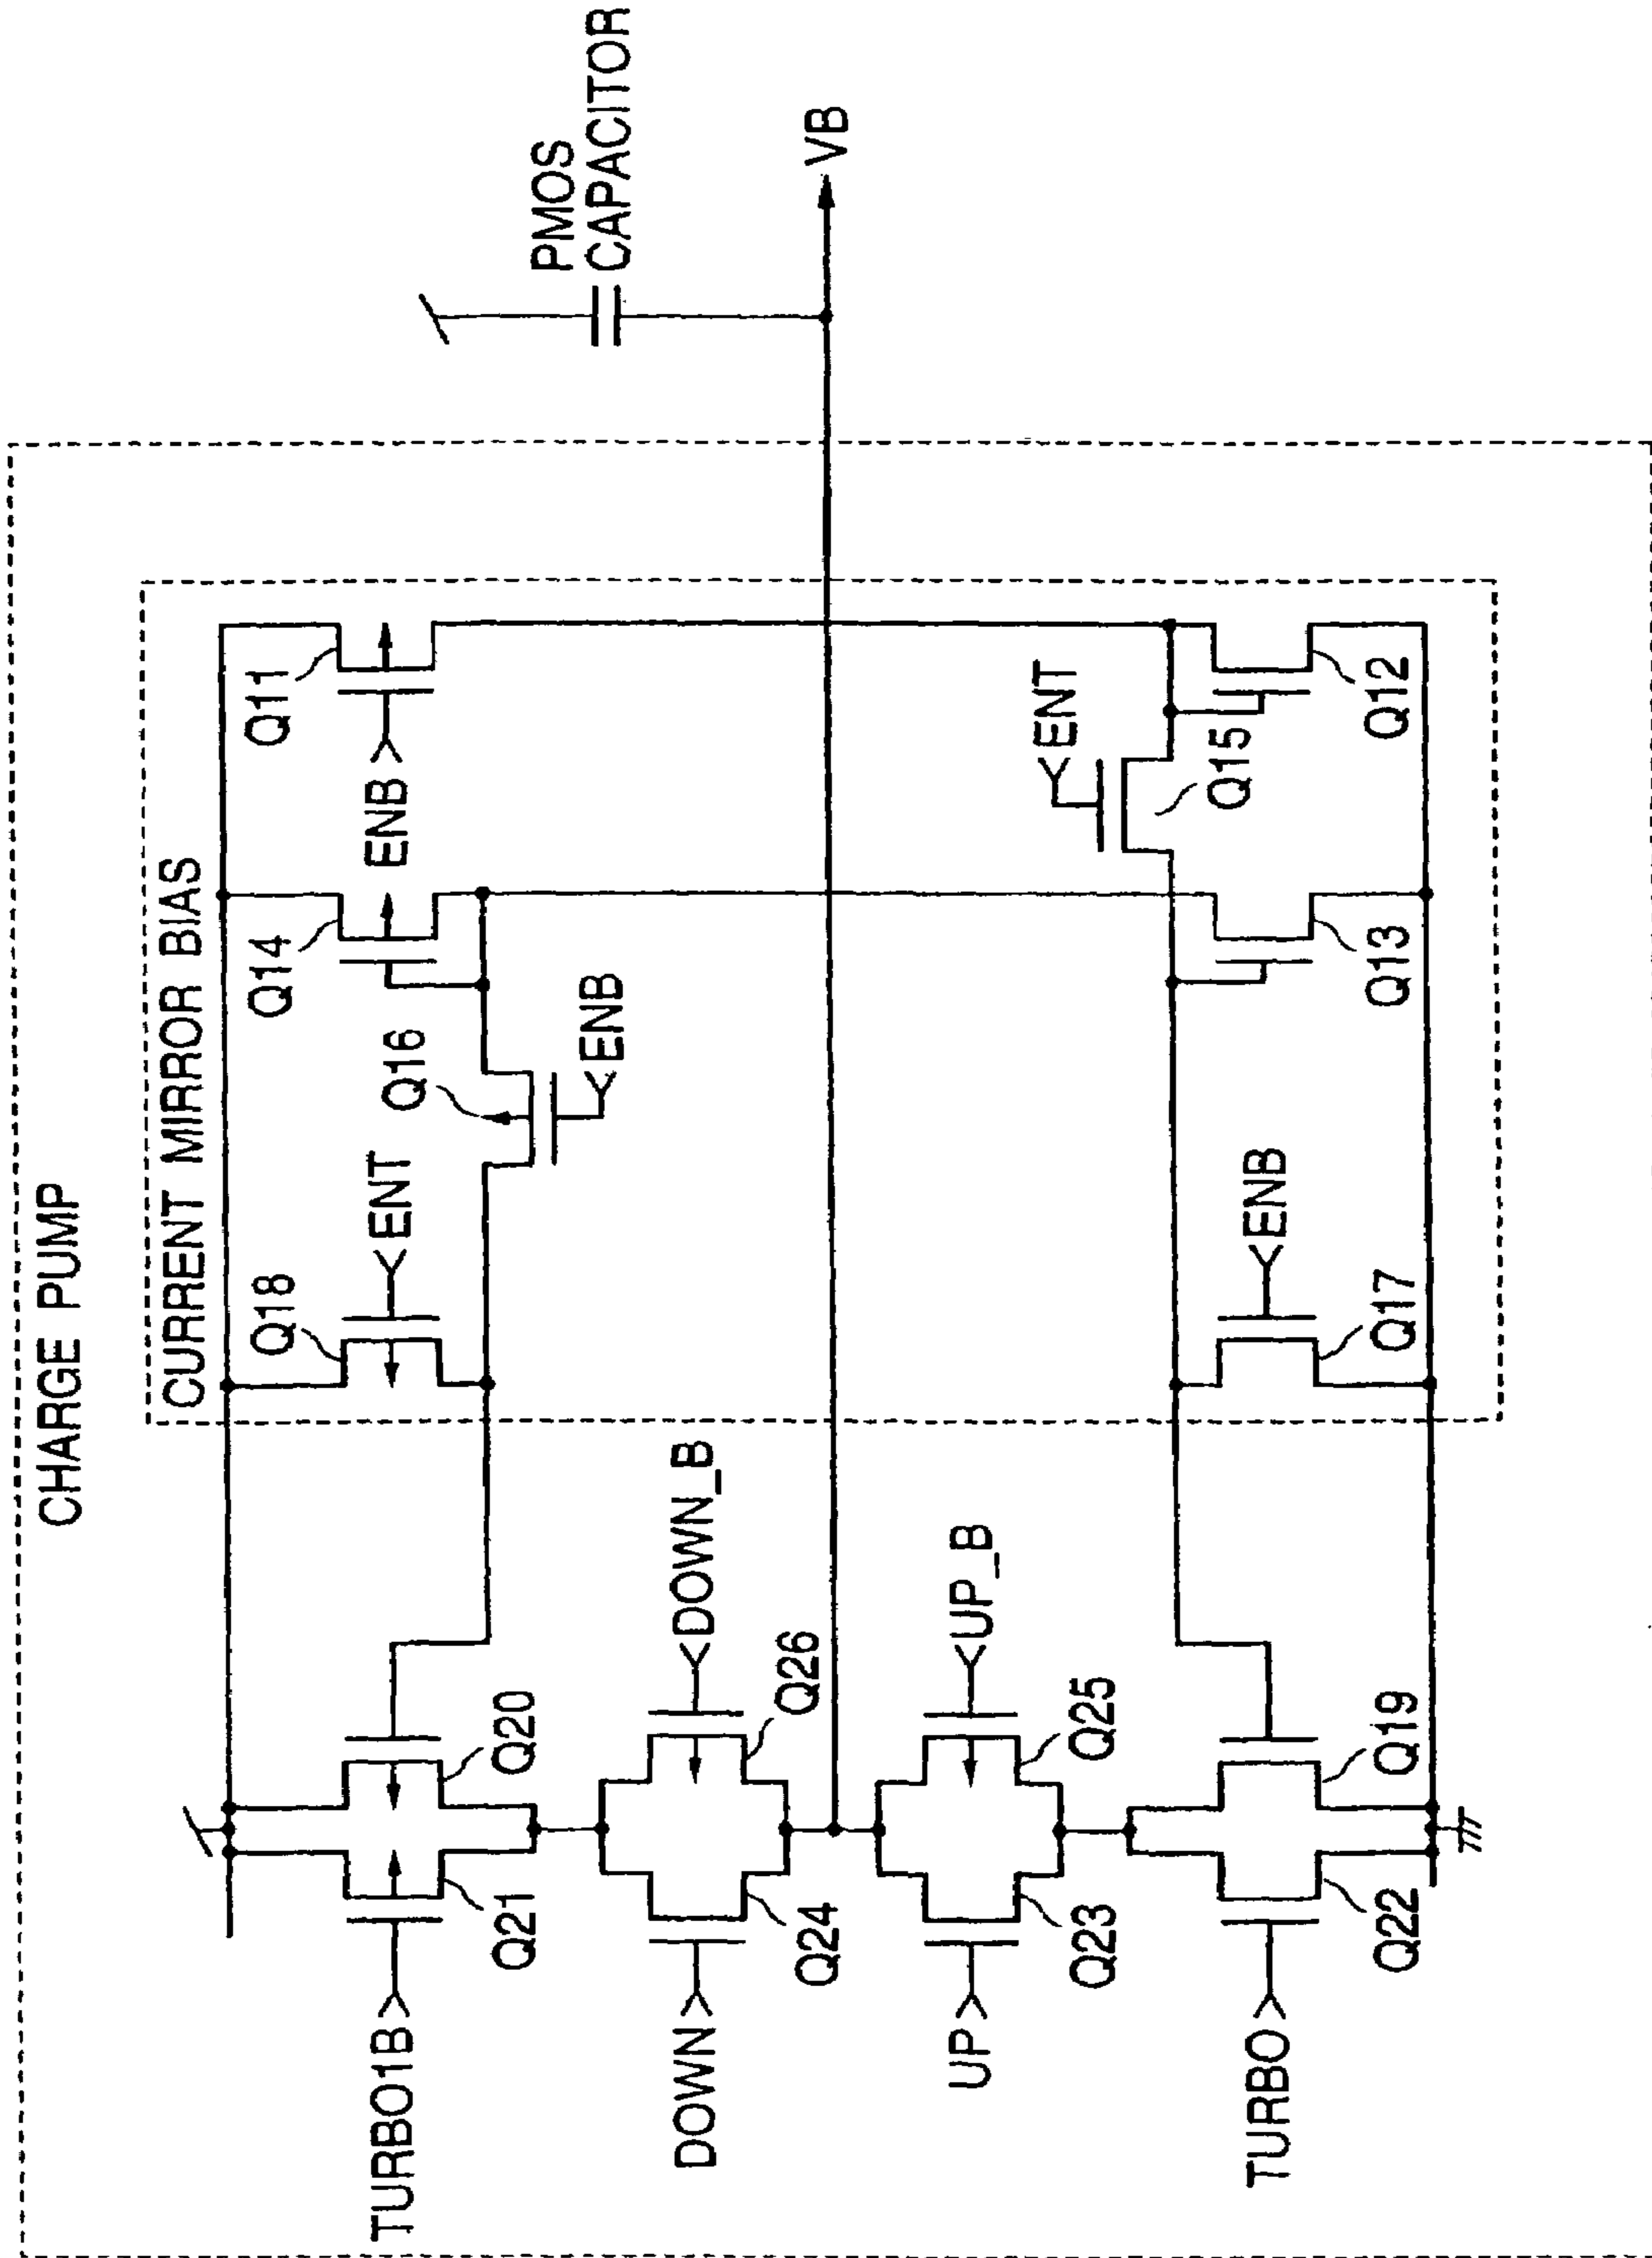 CHARGE PUMP
CURRENT MIRROR BIAS
PMOS
CAPACITOR
VB
TURBO1B
Q21
Q20
Q18
ENT
Q16
ENB
Q14
ENB
Q11
DOWN
Q24
Q26
DOWN_B
UP
Q23
Q25
UP_B
TURBO
Q22
Q19
Q17
ENB
Q13
Q15
ENT
Q12